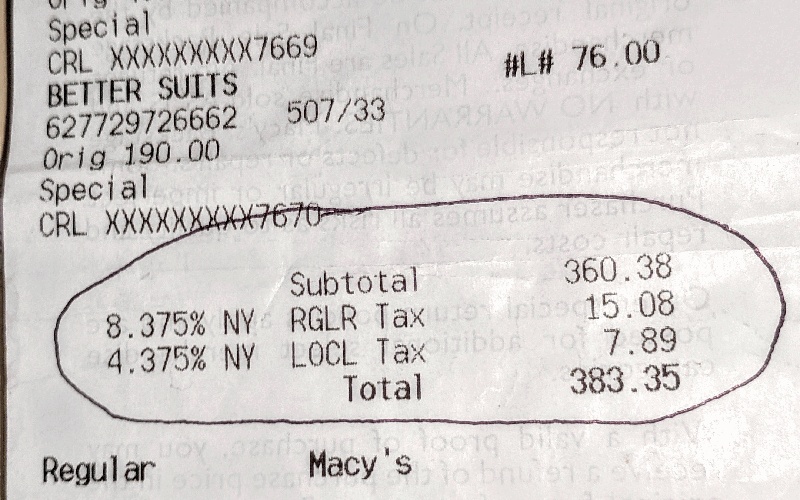 Orig 1
Special
CRL XXXXXXXXX7669
BETTER SUITS
627729726662 507/33 #L# 76.00
Orig 190.00
Special
CRL XXXXXXXXX7670
Subtotal 360.38
8.375% NY RGLR Tax 15.08
4.375% NY LOCL Tax 7.89
Total 383.35
Regular Macy's